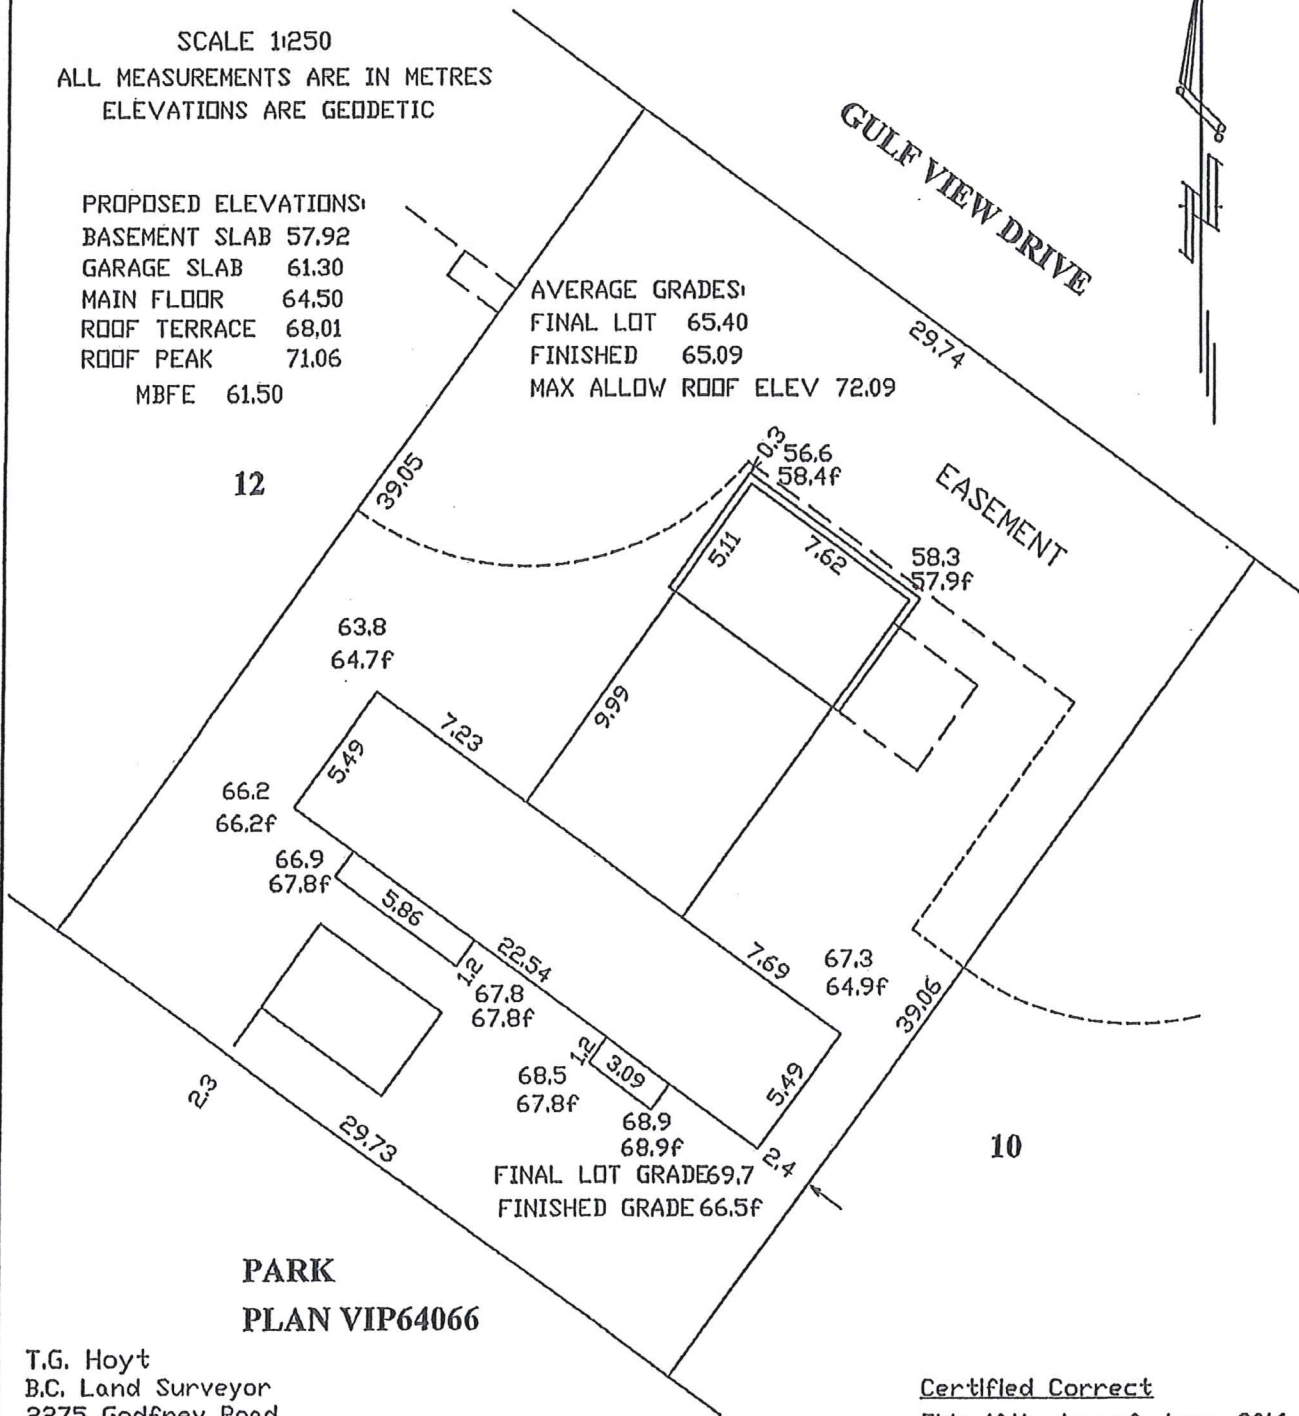 SCALE 1:250
ALL MEASUREMENTS ARE IN METRES
ELEVATIONS ARE GEODETIC
GULF VIEW DRIVE
PROPOSED ELEVATIONS:
BASEMENT SLAB 57.92
GARAGE SLAB 61.30
MAIN FLOOR 64.50
ROOF TERRACE 68.01
ROOF PEAK 71.06
MBFE 61.50
AVERAGE GRADES:
FINAL LOT 65.40
FINISHED 65.09
MAX ALLOW ROOF ELEV 72.09
29.74
12
39.05
0.3
56.6
58.4f
EASEMENT
5.11
7.62
58.3
57.9f
63.8
64.7f
9.99
7.23
5.49
66.2
66.2f
66.9
67.8f
5.86
22.54
1.2
67.8
67.8f
7.69
67.3
64.9f
39.06
1.2
3.09
68.5
67.8f
5.49
68.9
68.9f
2.4
2.3
29.73
10
FINAL LOT GRADE 69.7
FINISHED GRADE 66.5f
PARK
PLAN VIP64066
T.G. Hoyt
B.C. Land Surveyor
2275 Godfrey Road
Certified Correct